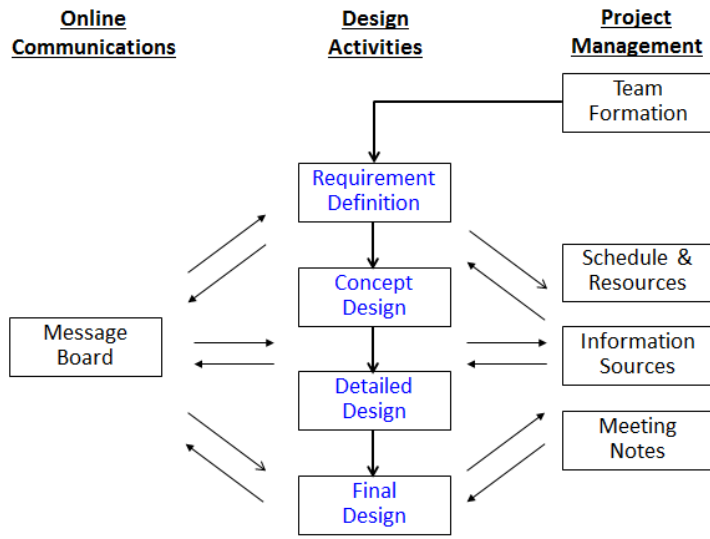 Online
Communications
Design
Activities
Project
Management
Team
Formation
Requirement
Definition
Concept
Design
Schedule &
Resources
Message
Board
Information
Sources
Detailed
Design
Meeting
Notes
Final
Design